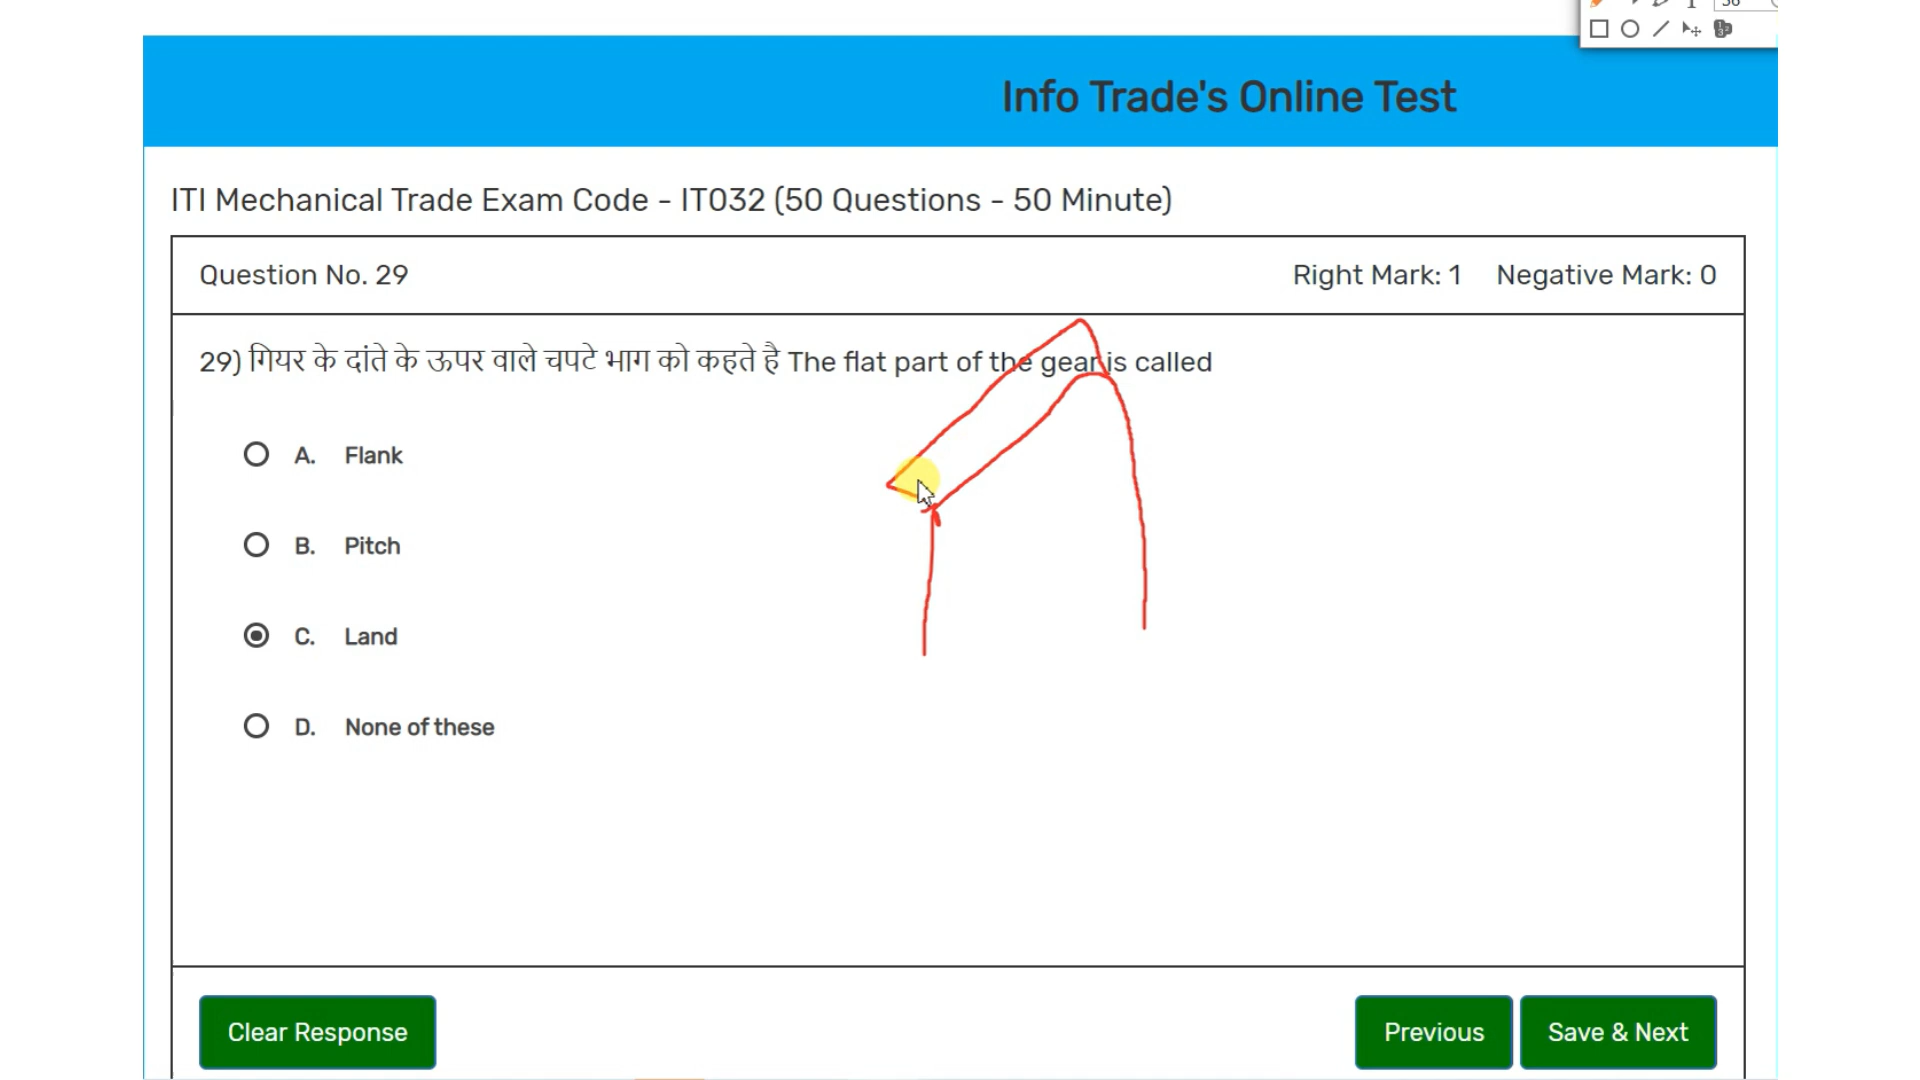 Info Trade's Online Test
ITI Mechanical Trade Exam Code - IT032 (50 Questions - 50 Minute)
Question No. 29 Right Mark: 1 Negative Mark: 0
29) गियर के दांते के ऊपर वाले चपटे भाग को कहते है The flat part of the gear is called
A. Flank
B. Pitch
C. Land
D. None of these
Clear Response Previous Save & Next